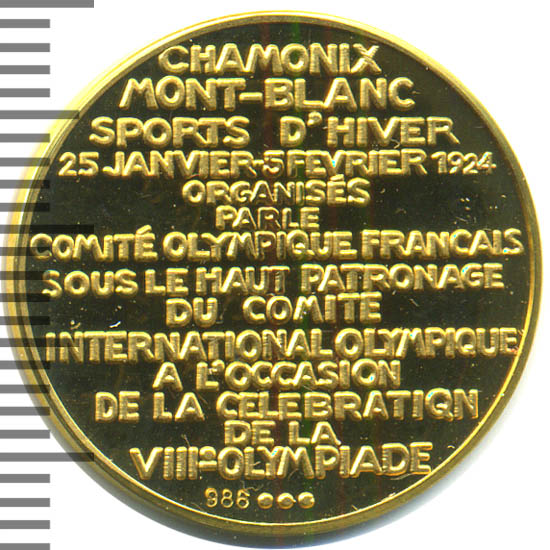 CHAMONIX
MONT-BLANC
SPORTS D'HIVER
25 JANVIER-5 FEVRIER 1924
ORGANISÉS
PARLE
COMITÉ OLYMPIQUE FRANCAIS
SOUS LE HAUT PATRONAGE
DU COMITE
INTERNATIONAL OLYMPIQUE
A L'OCCASION
DE LA CELEBRATION
DE LA
VIIIe OLYMPIADE
986